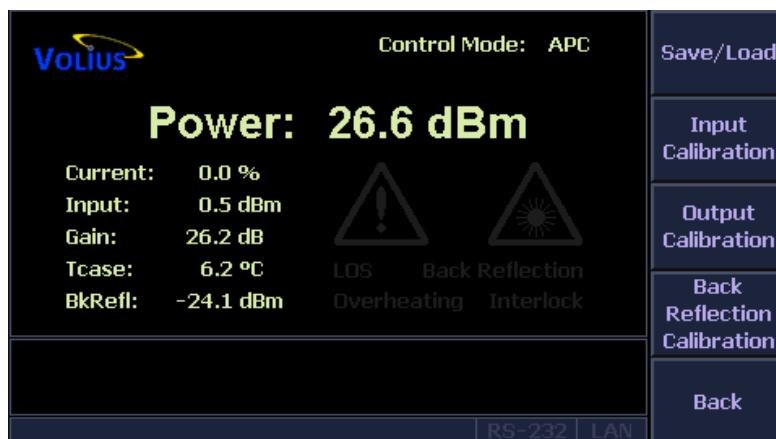 Volius
Control Mode: APC
Power: 26.6 dBm
Current: 0.0 %
Input: 0.5 dBm
Gain: 26.2 dB
Tcase: 6.2 ºC
BkRefl: -24.1 dBm
LOS Back Reflection
Overheating Interlock
RS-232 LAN
Save/Load
Input
Calibration
Output
Calibration
Back
Reflection
Calibration
Back